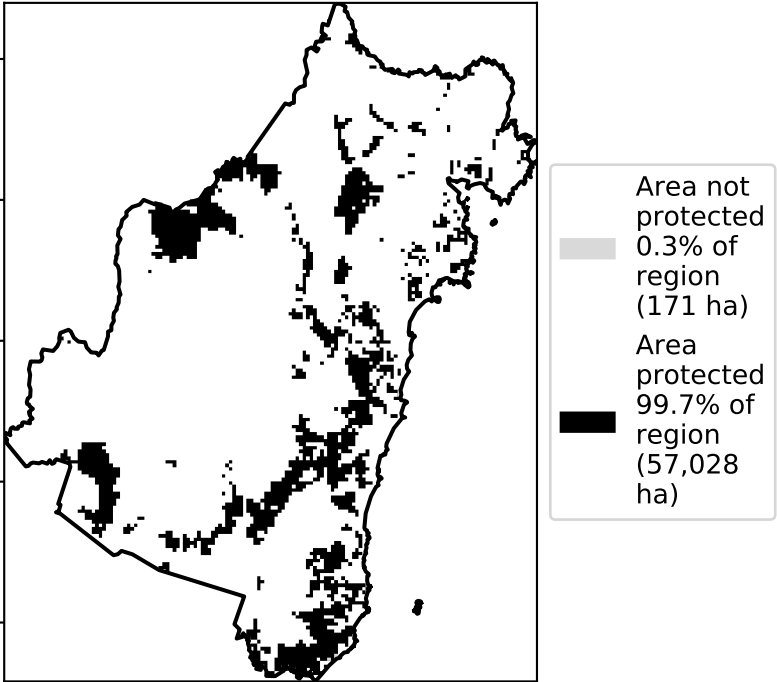 Area not
protected
0.3% of
region
(171 ha)
Area
protected
99.7% of
region
(57,028
ha)